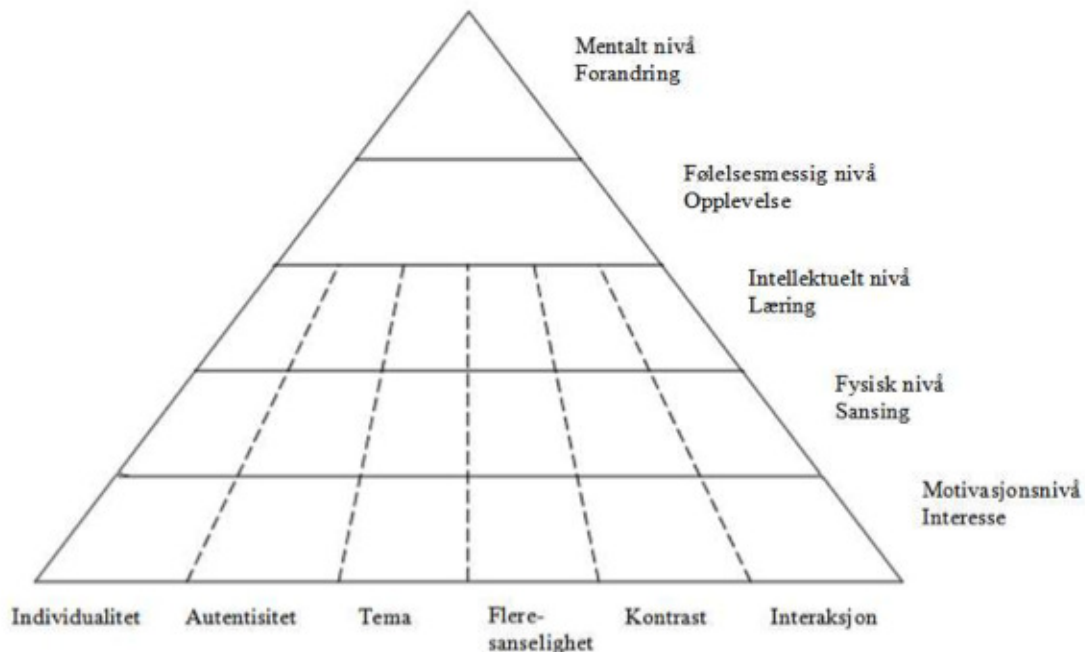 Mentalt nivå
Forandring
Følelsesmessig nivå
Opplevelse
Intellektuelt nivå
Læring
Fysisk nivå
Sansing
Motivasjonsnivå
Interesse
Individualitet Autentisitet Tema Flere- Kontrast Interaksjon
sanselighet